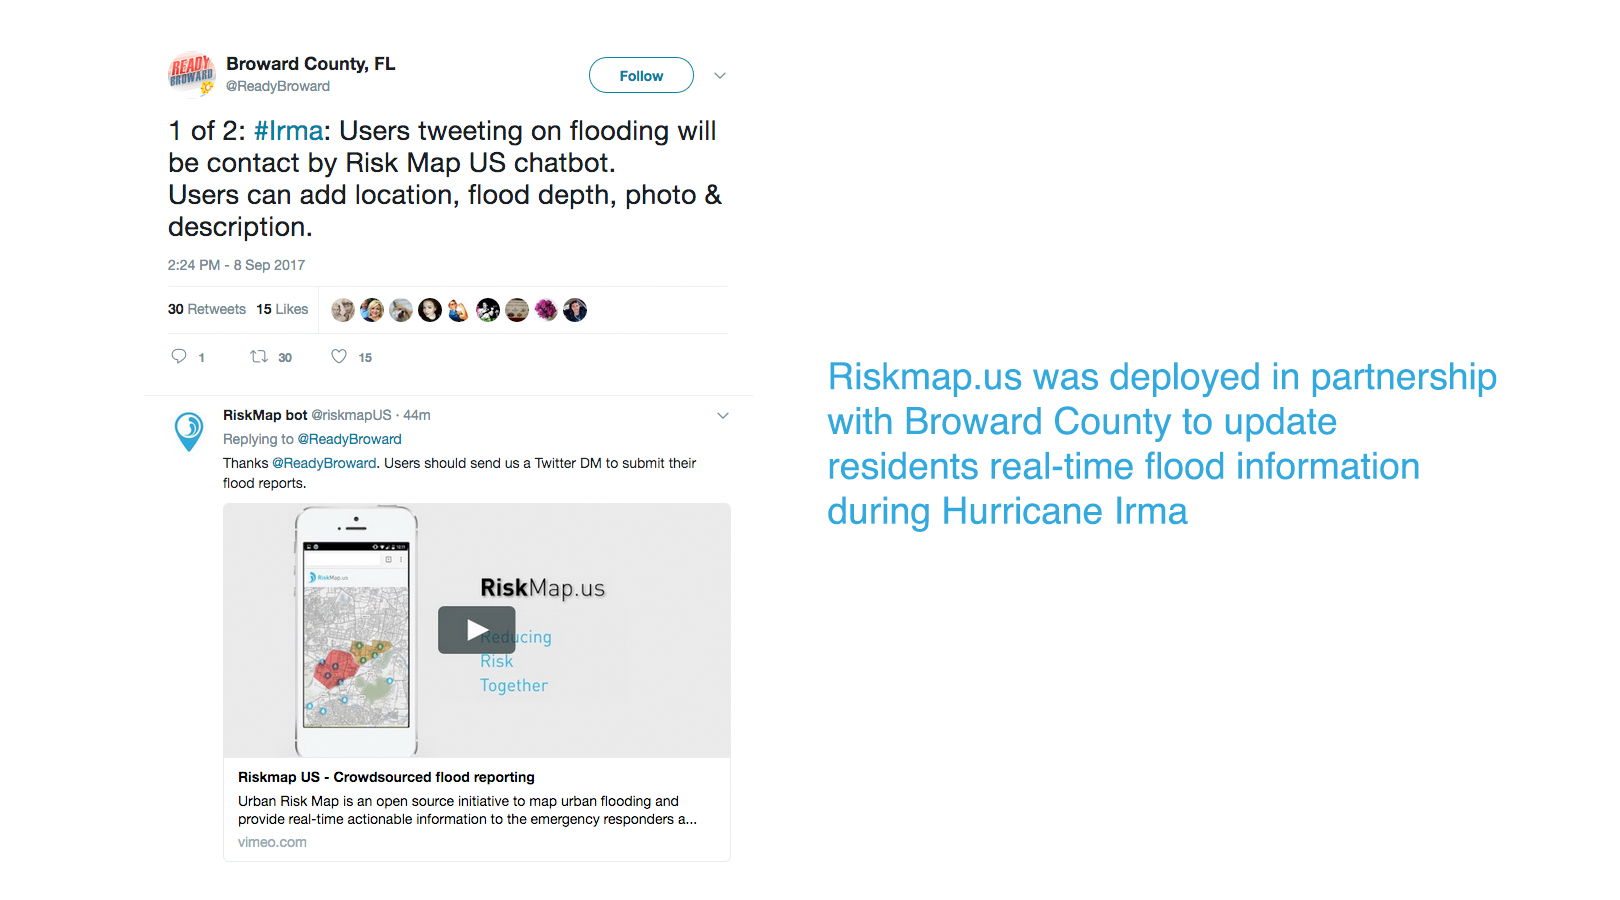 READY
BROWARD
Broward County, FL
@ReadyBroward
Follow
1 of 2: #Irma: Users tweeting on flooding will
be contact by Risk Map US chatbot.
Users can add location, flood depth, photo &
description.
2:24 PM - 8 Sep 2017
30 Retweets 15 Likes
1 30 15
RiskMap bot @riskmapUS · 44m
Replying to @ReadyBroward
Thanks @ReadyBroward. Users should send us a Twitter DM to submit their
flood reports.
RiskMap.us
RiskMap.us
Reducing
Risk
Together
Riskmap US - Crowdsourced flood reporting
Urban Risk Map is an open source initiative to map urban flooding and
provide real-time actionable information to the emergency responders a...
vimeo.com
Riskmap.us was deployed in partnership
with Broward County to update
residents real-time flood information
during Hurricane Irma